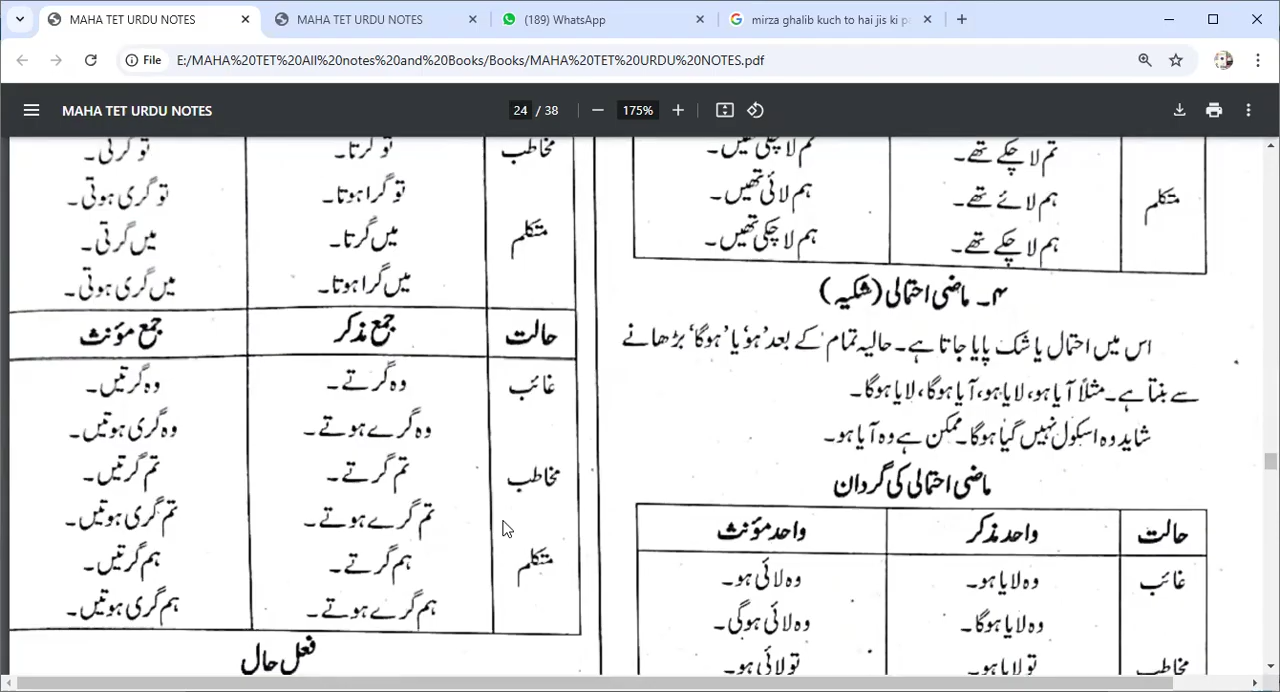 MAHA TET URDU NOTES
MAHA TET URDU NOTES
(189) WhatsApp
mirza ghalib kuch to hai jis ki p
File
E:/MAHA%20TET%20All%20notes%20and%20Books/Books/MAHA%20TET%20URDU%20NOTES.pdf
MAHA TET URDU NOTES
24 / 38
175%
تم لا چکے تھے۔ تم لا چکی تھیں۔
متکلم ہم لائے تھے۔ ہم لائی تھیں۔
ہم لا چکے تھے۔ ہم لا چکی تھیں۔
۴۔ ماضی احتمالی (شکیہ)
اس میں احتمال یا شک پایا جاتا ہے۔ حالیہ تمام کے بعد 'ہو' یا 'ہوگا' بڑھانے
سے بنتا ہے۔ مثلاً آیا ہو، لایا ہو، آیا ہوگا، لایا ہوگا۔
شاید وہ اسکول نہیں گیا ہوگا۔ ممکن ہے وہ آیا ہو۔
ماضی احتمالی کی گردان
حالت واحد مذکر واحد مؤنث
غائب وہ لایا ہو۔ وہ لائی ہو۔
وہ لایا ہوگا۔ وہ لائی ہوگی۔
مخاطب تو لایا ہو۔ تو لائی ہو۔
مخاطب تو گرتا۔ تو گرتی۔
تو گرا ہوتا۔ تو گری ہوتی۔
متکلم میں گرتا۔ میں گرتی۔
میں گرا ہوتا۔ میں گری ہوتی۔
حالت جمع مذکر جمع مؤنث
غائب وہ گرتے۔ وہ گرتیں۔
وہ گرے ہوتے۔ وہ گری ہوتیں۔
مخاطب تم گرتے۔ تم گرتیں۔
تم گرے ہوتے۔ تم گری ہوتیں۔
متکلم ہم گرتے۔ ہم گرتیں۔
ہم گرے ہوتے۔ ہم گری ہوتیں۔
فعل حال